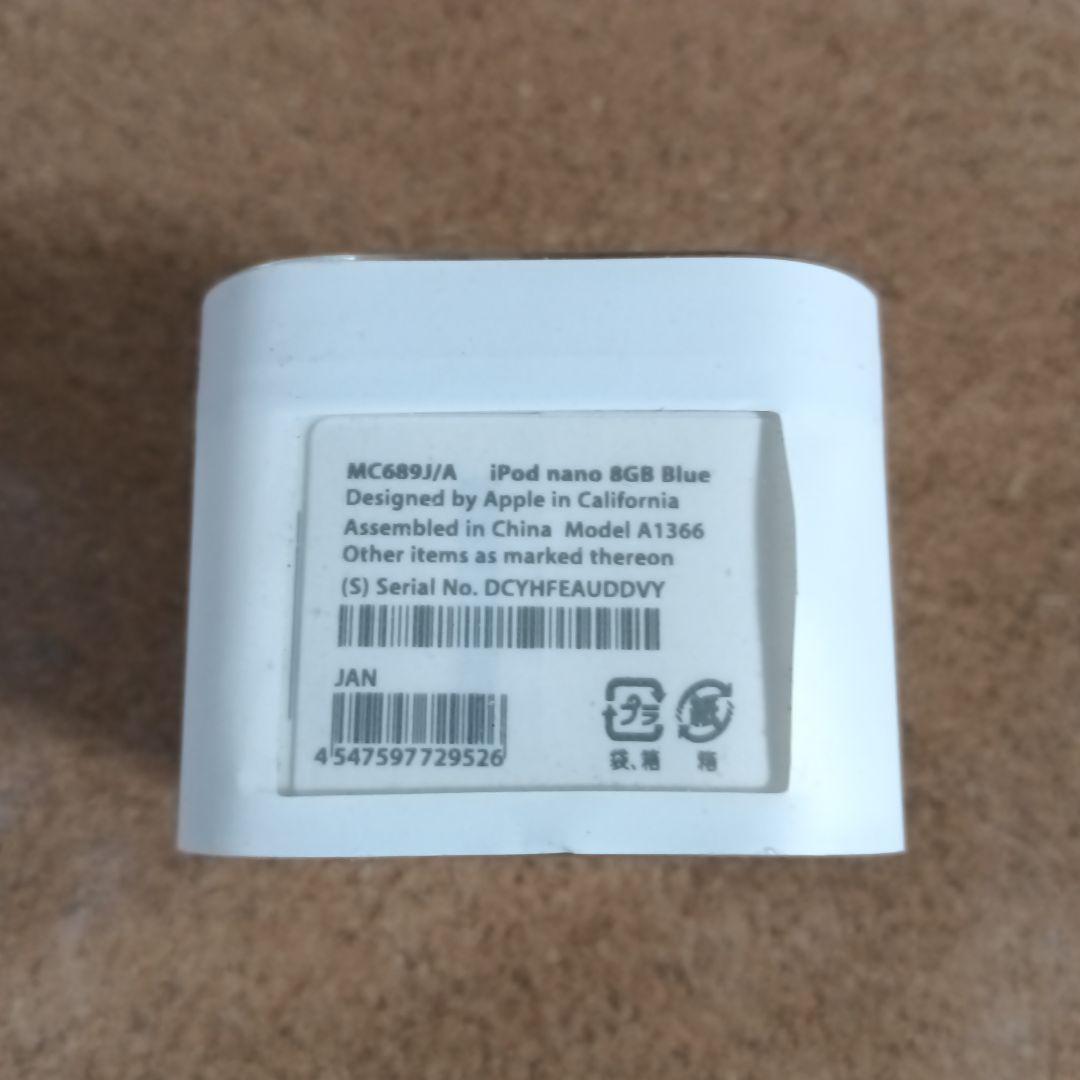 MC689J/A iPod nano 8GB Blue
Designed by Apple in California
Assembled in China Model A1366
Other items as marked thereon
(S) Serial No. DCYHFEAUDDVY
JAN
4547597729526
プラ 紙
袋、箱 箱